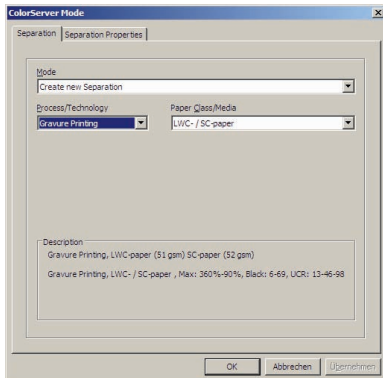 ColorServer Mode
Separation Separation Properties
Mode
Create new Separation
Process/Technology Paper Class/Media
Gravure Printing LWC- / SC-paper
Description
Gravure Printing, LWC-paper (51 gsm) SC-paper (52 gsm)
Gravure Printing, LWC- / SC-paper , Max: 360%-90%, Black: 6-69, UCR: 13-46-98
OK Abbrechen Übernehmen